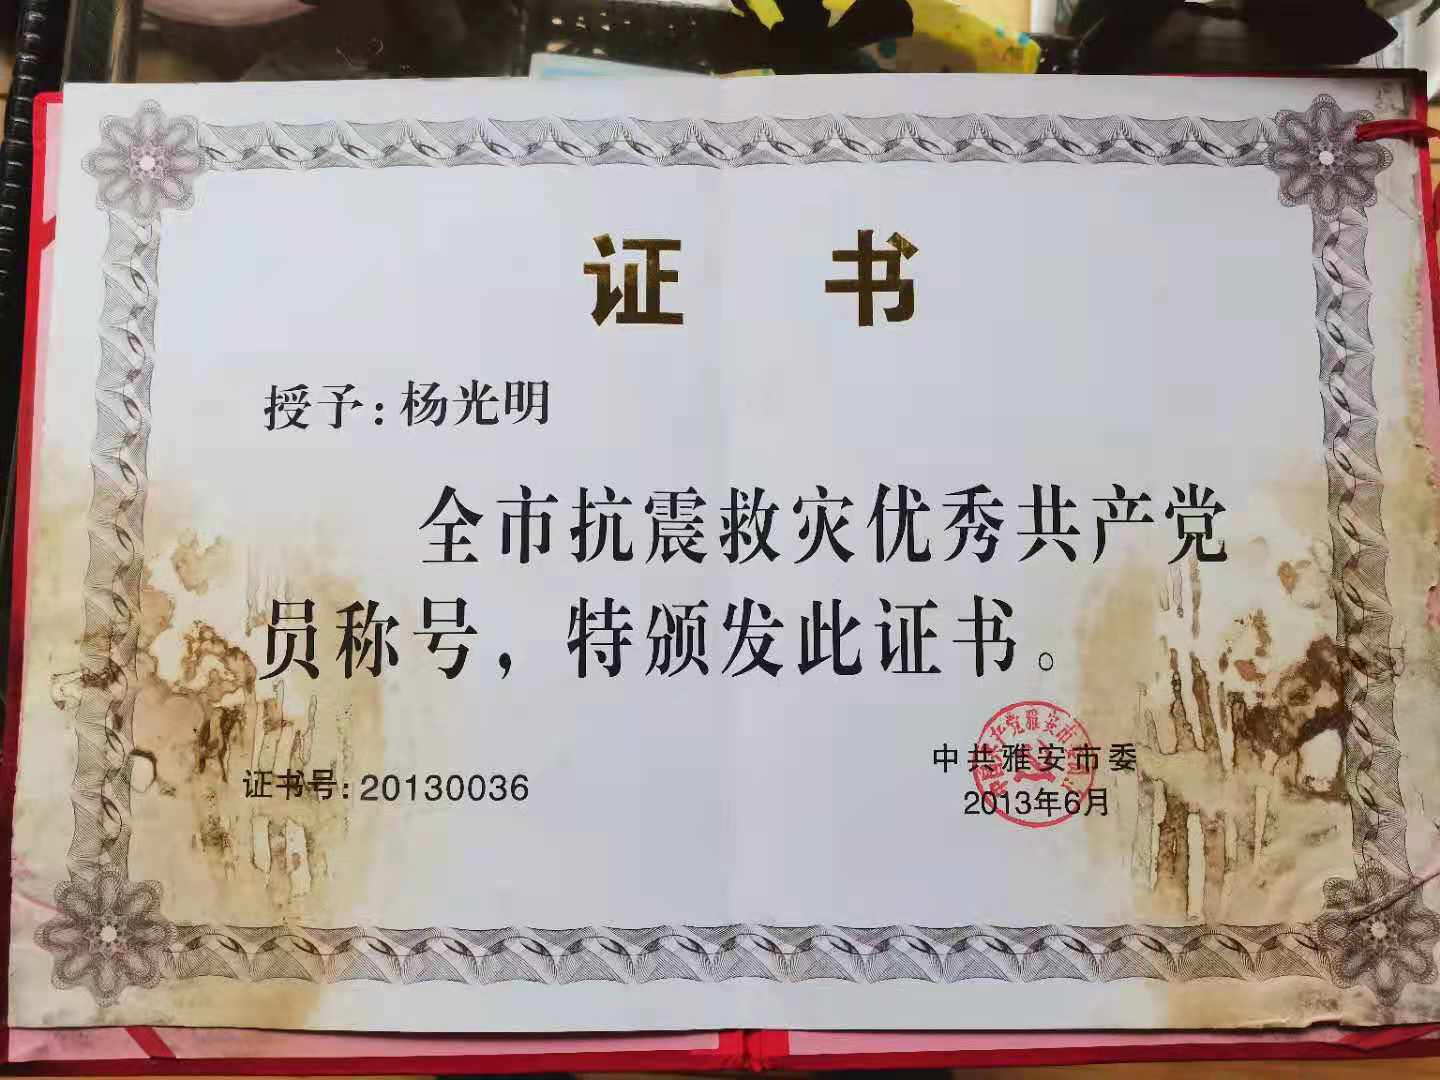 证 书
授予:杨光明
全市抗震救灾优秀共产党
员称号，特颁发此证书。
证书号:20130036
中共雅安市委
2013年6月